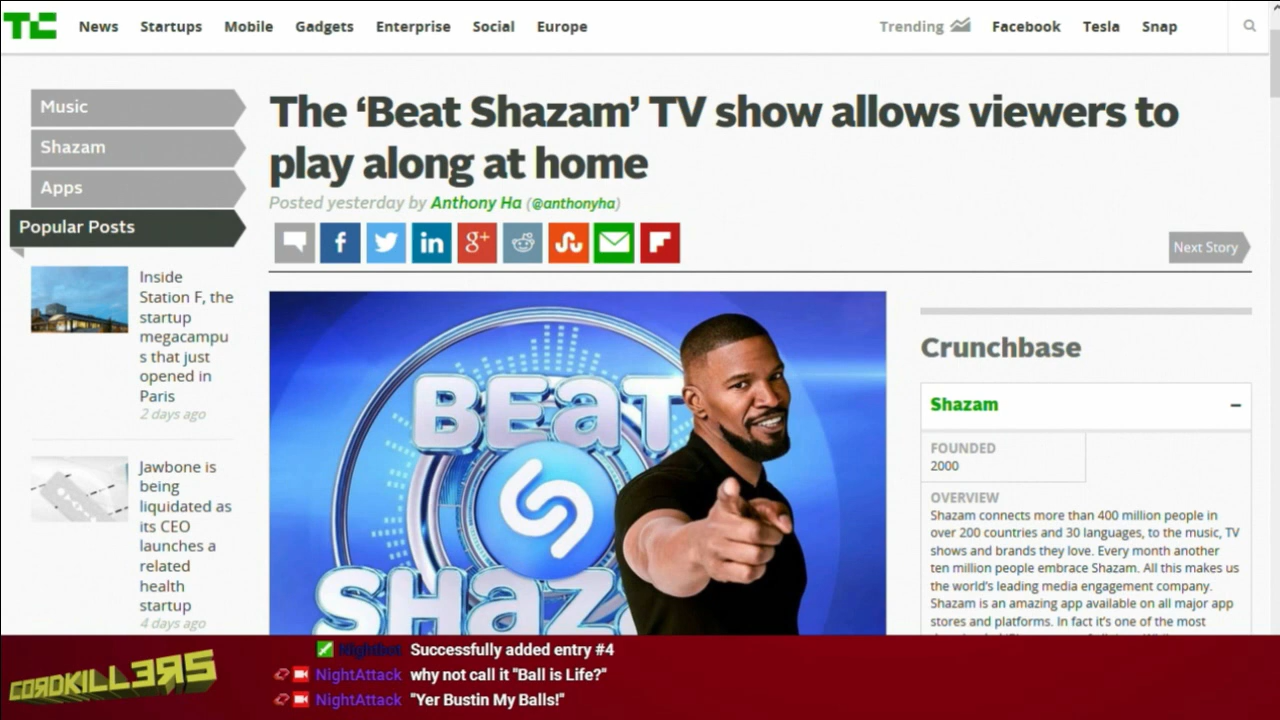 TC News Startups Mobile Gadgets Enterprise Social Europe Trending Facebook Tesla Snap
Music
Shazam
Apps
Popular Posts
Inside
Station F, the
startup
megacampu
s that just
opened in
Paris
2 days ago
Jawbone is
being
liquidated as
its CEO
launches a
related
health
startup
4 days ago
The ‘Beat Shazam’ TV show allows viewers to
play along at home
Posted yesterday by Anthony Ha (@anthonyha)
f in g+
Next Story
BEAT
SHAZ
Crunchbase
Shazam –
FOUNDED
2000
OVERVIEW
Shazam connects more than 400 million people in
over 200 countries and 30 languages, to the music, TV
shows and brands they love. Every month another
ten million people embrace Shazam. All this makes us
the world's leading media engagement company.
Shazam is an amazing app available on all major app
stores and platforms. In fact it's one of the most
CORDKILLERS
Nightbot Successfully added entry #4
NightAttack why not call it "Ball is Life?"
NightAttack "Yer Bustin My Balls!"